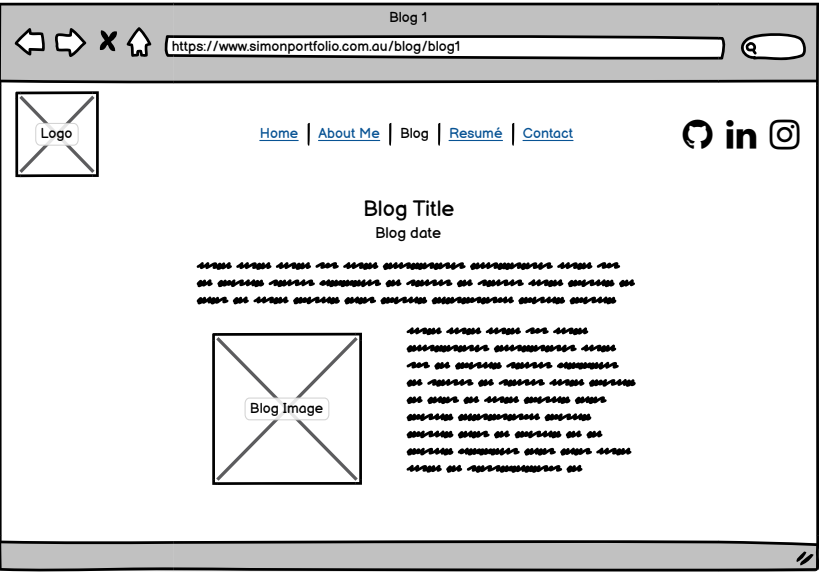 Blog 1
https://www.simonportfolio.com.au/blog/blog1
Logo
Home | About Me | Blog | Resumé | Contact
Blog Title
Blog date
Blog Image